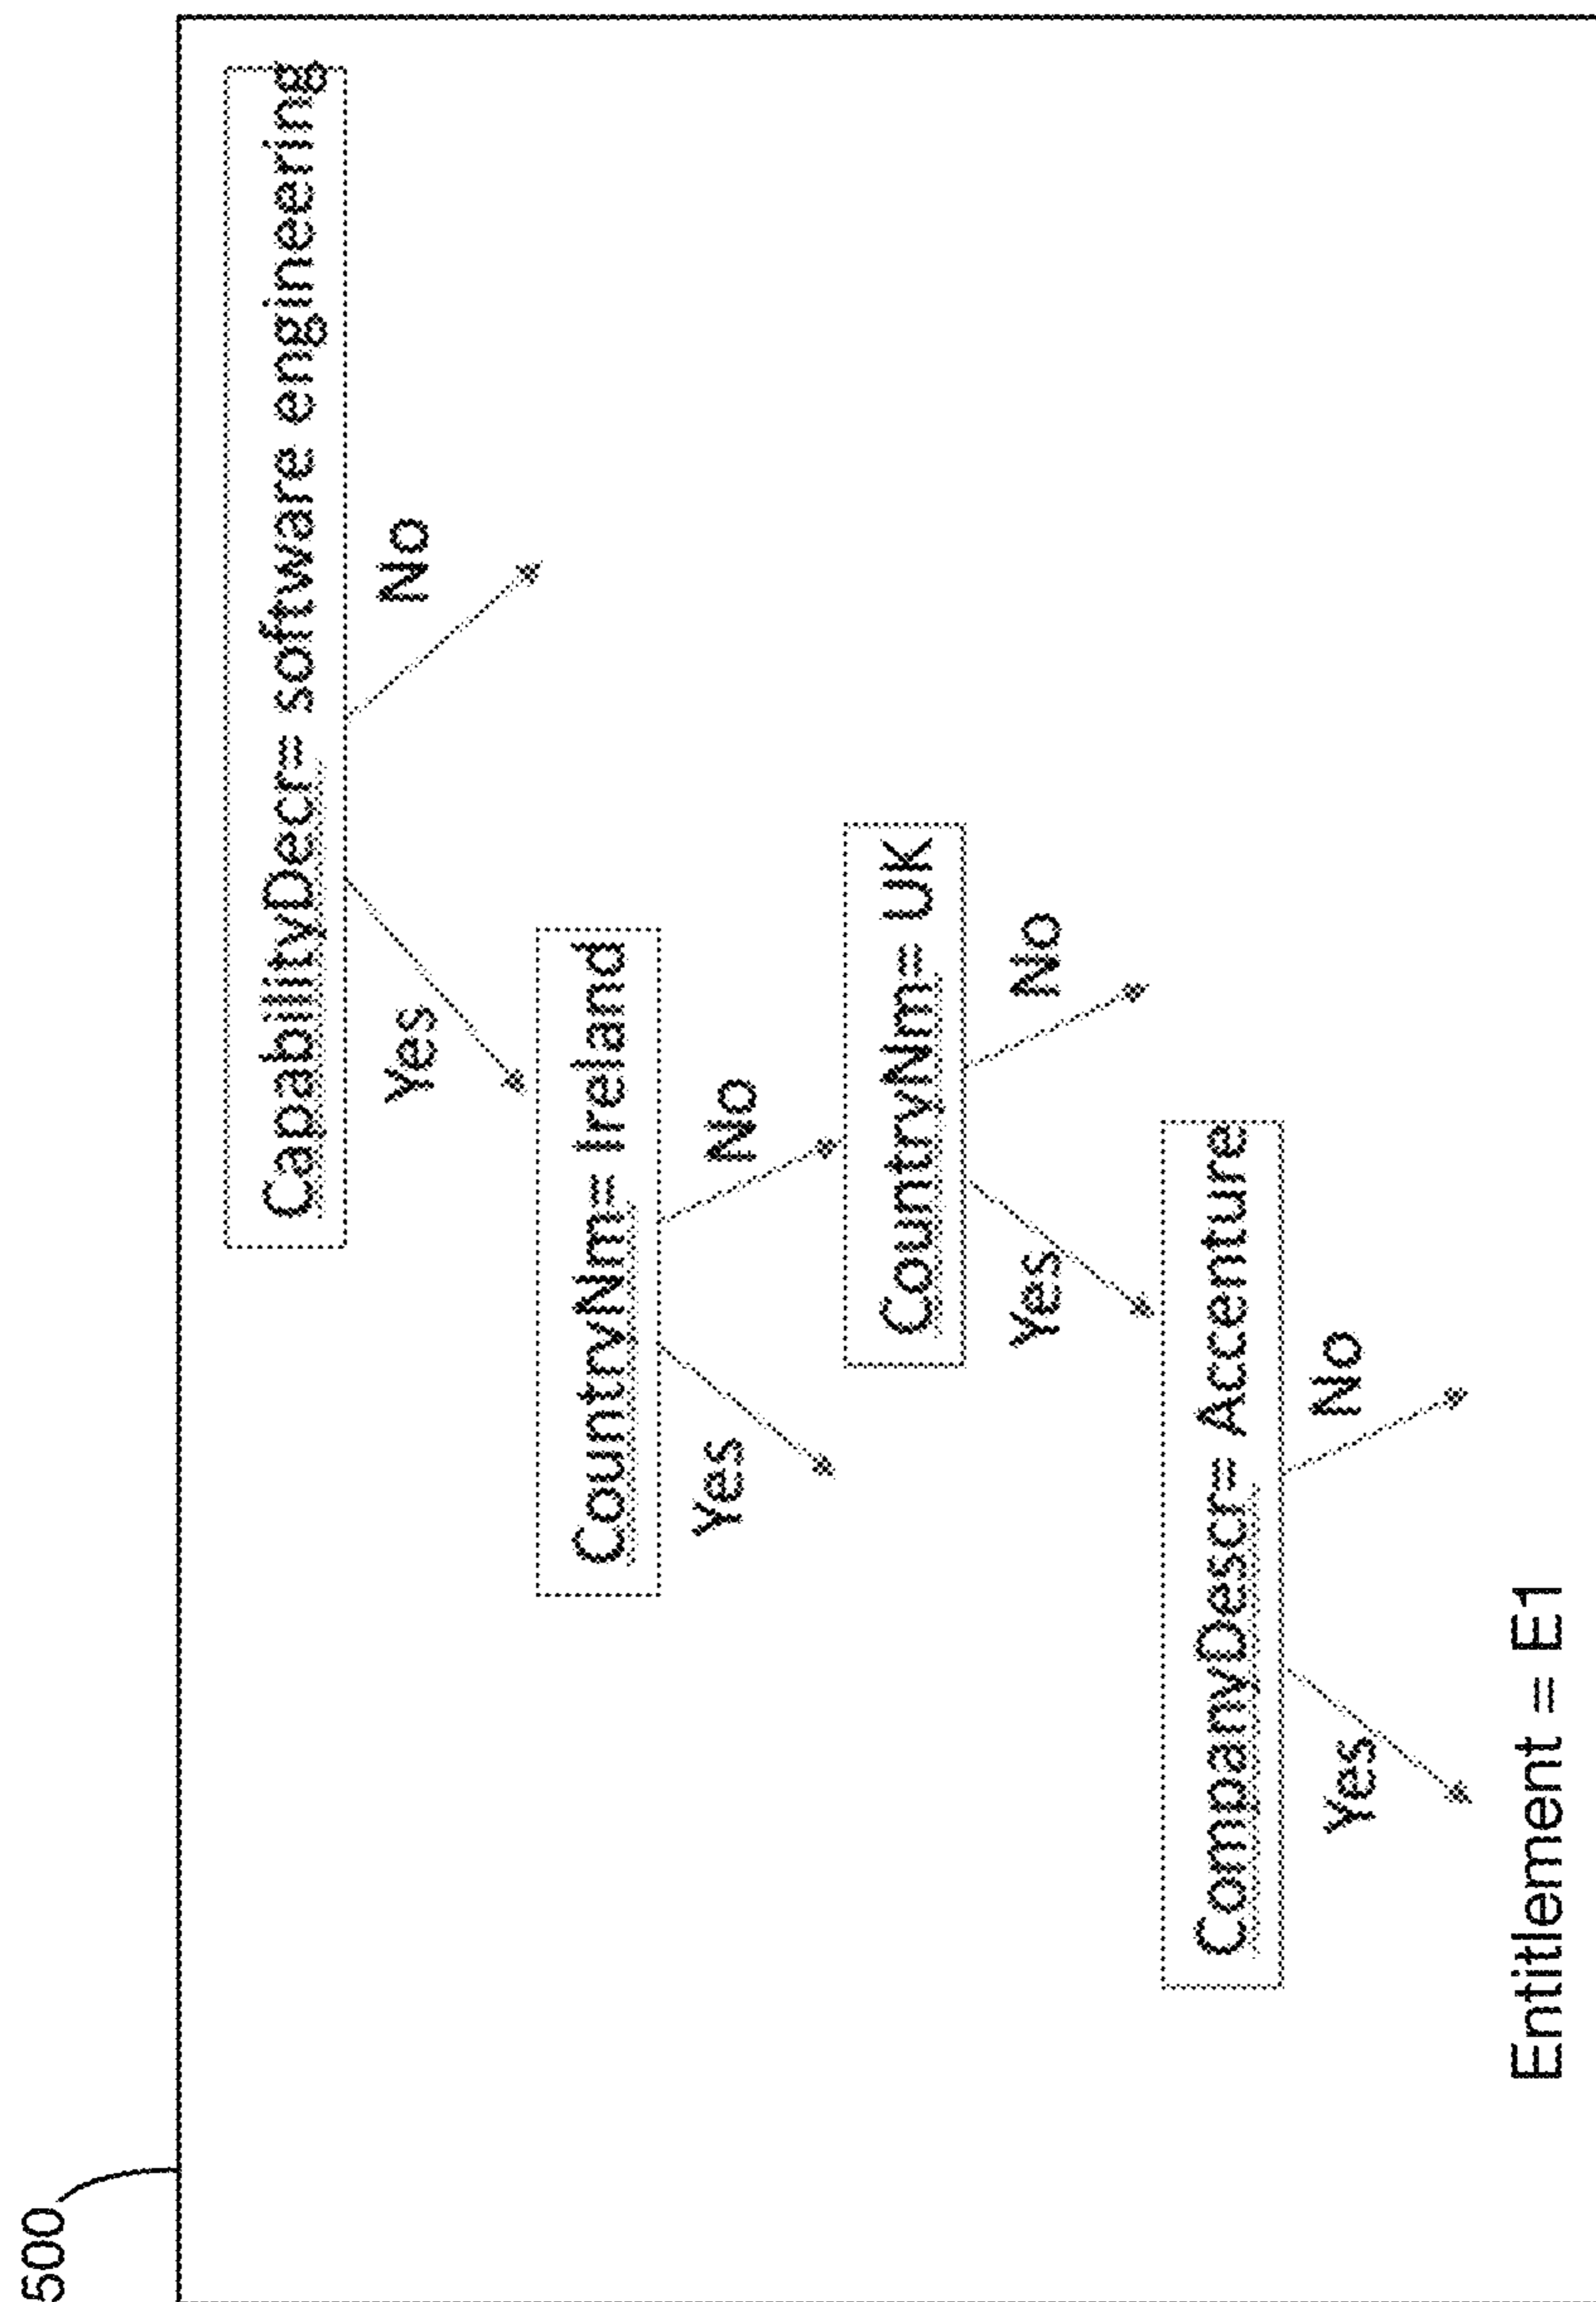 500
CapabilityDecr= software engineering
Yes
No
CountryNm= Ireland
Yes
No
CountryNm= UK
Yes
No
CompanyDescr= Accenture
Yes
No
Entitlement = E1